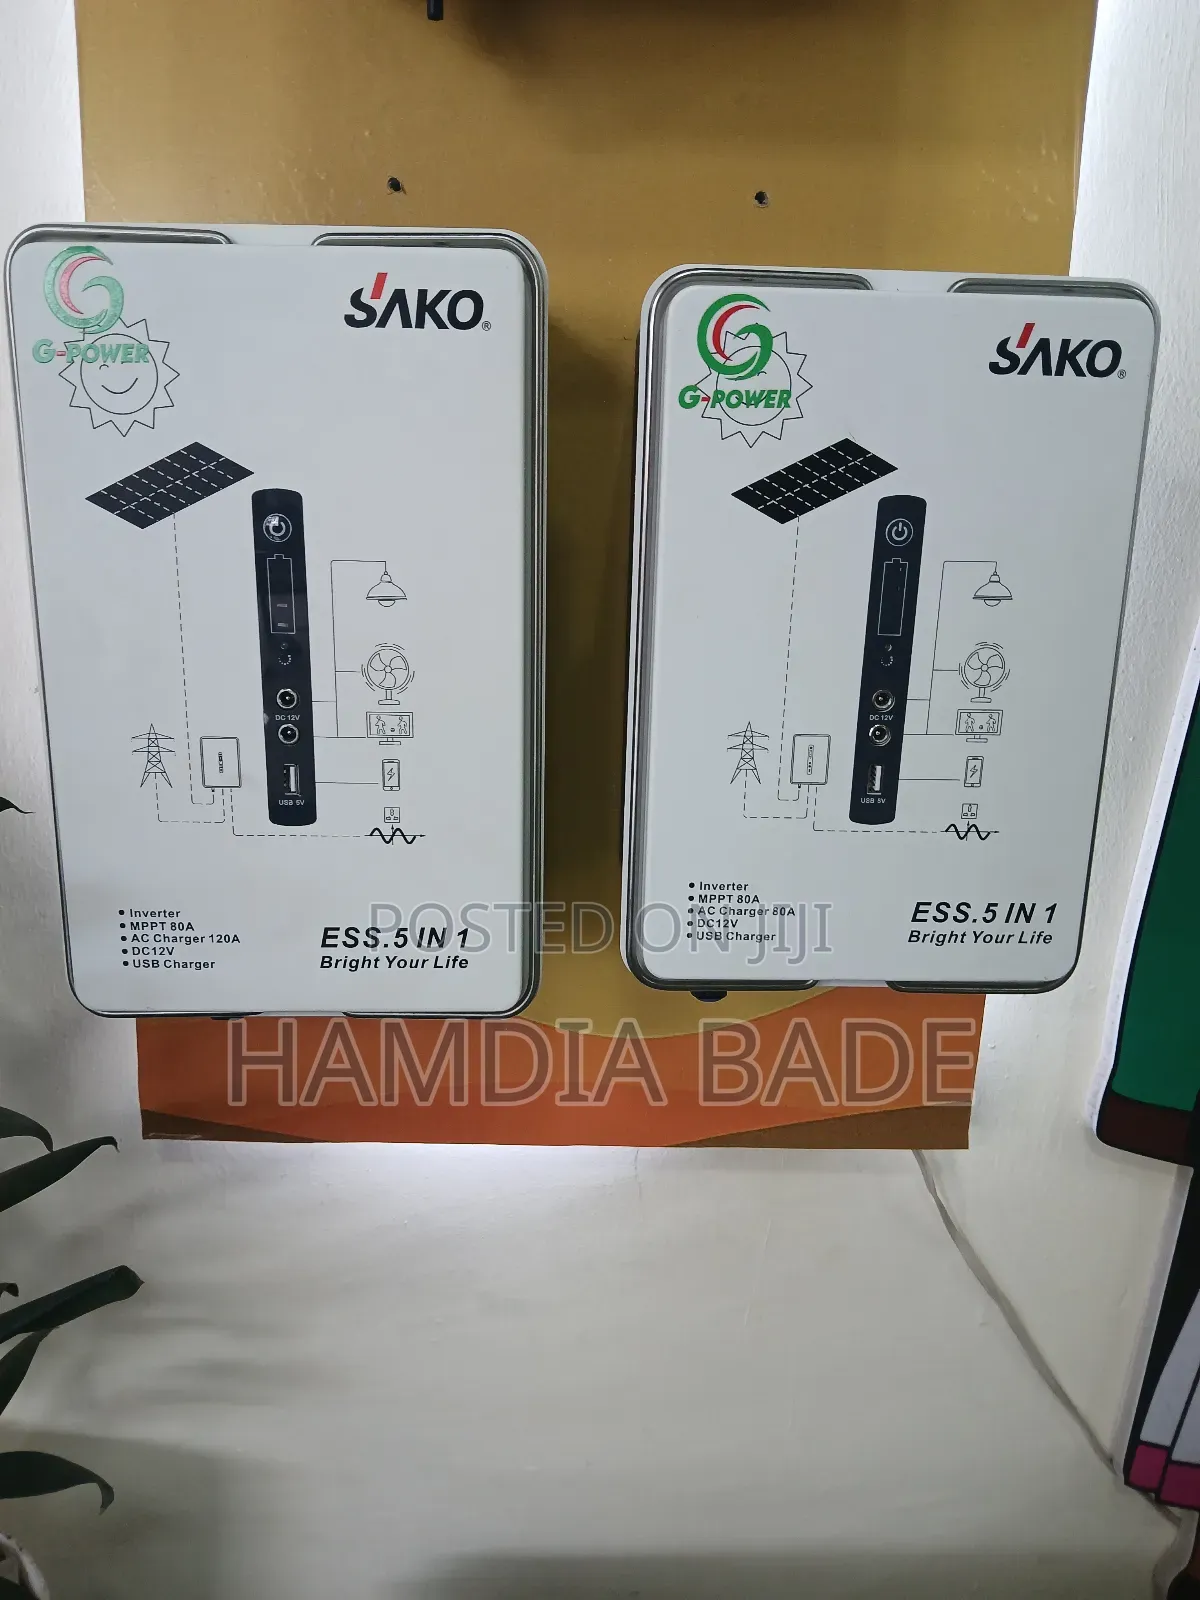 G-POWER
SAKO®
DC 12V
USB 5V
• Inverter
• MPPT 80A
• AC Charger 120A
• DC12V
• USB Charger
ESS.5 IN 1
Bright Your Life
G-POWER
SAKO®
DC 12V
USB 5V
• Inverter
• MPPT 80A
• AC Charger 80A
• DC12V
• USB Charger
ESS.5 IN 1
Bright Your Life
POSTED ON JIJI
HAMDIA BADE